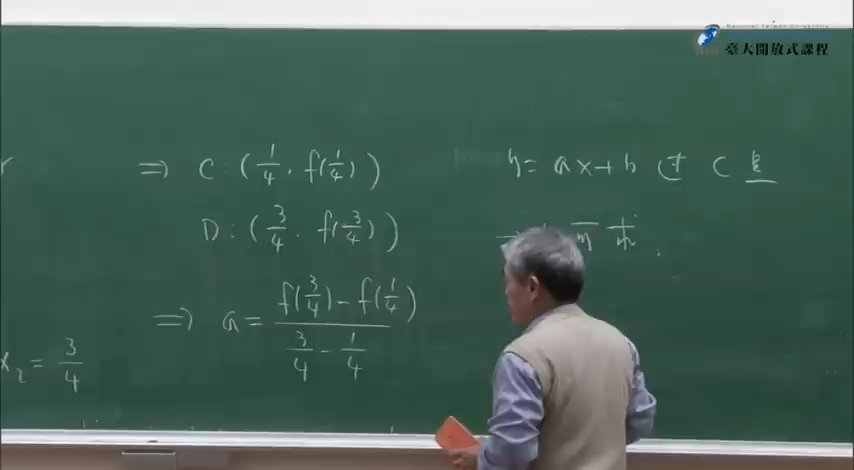 臺大開放式課程
⇒ C : (1/4, f(1/4))
D : (3/4, f(3/4))
⇒ a = (f(3/4) - f(1/4)) / (3/4 - 1/4)
x₂ = 3/4
y = ax + b 过 C 点